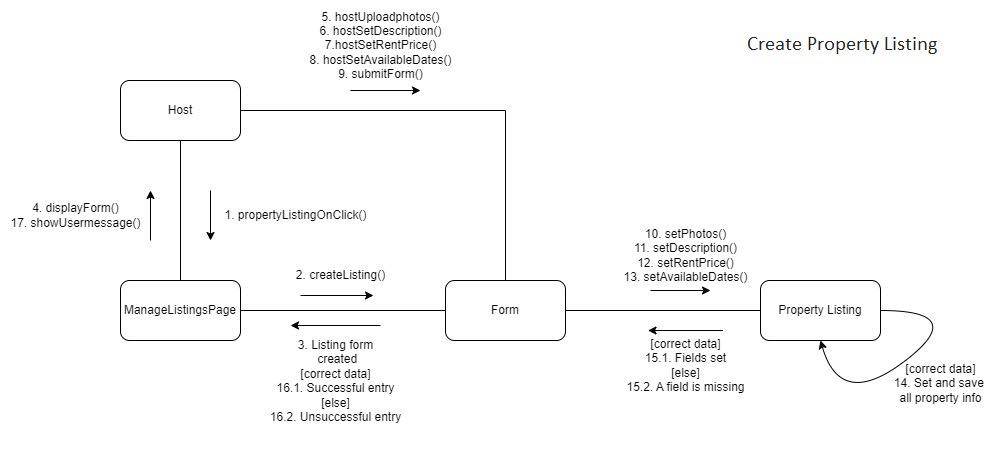 5. hostUploadphotos()
6. hostSetDescription()
7.hostSetRentPrice()
8. hostSetAvailableDates()
9. submitForm()
Create Property Listing
Host
4. displayForm()
17. showUsermessage()
1. propertyListingOnClick()
2. createListing()
10. setPhotos()
11. setDescription()
12. setRentPrice()
13. setAvailableDates()
ManageListingsPage
Form
Property Listing
3. Listing form
created
[correct data]
16.1. Successful entry
[else]
16.2. Unsuccessful entry
[correct data]
15.1. Fields set
[else]
15.2. A field is missing
[correct data]
14. Set and save
all property info